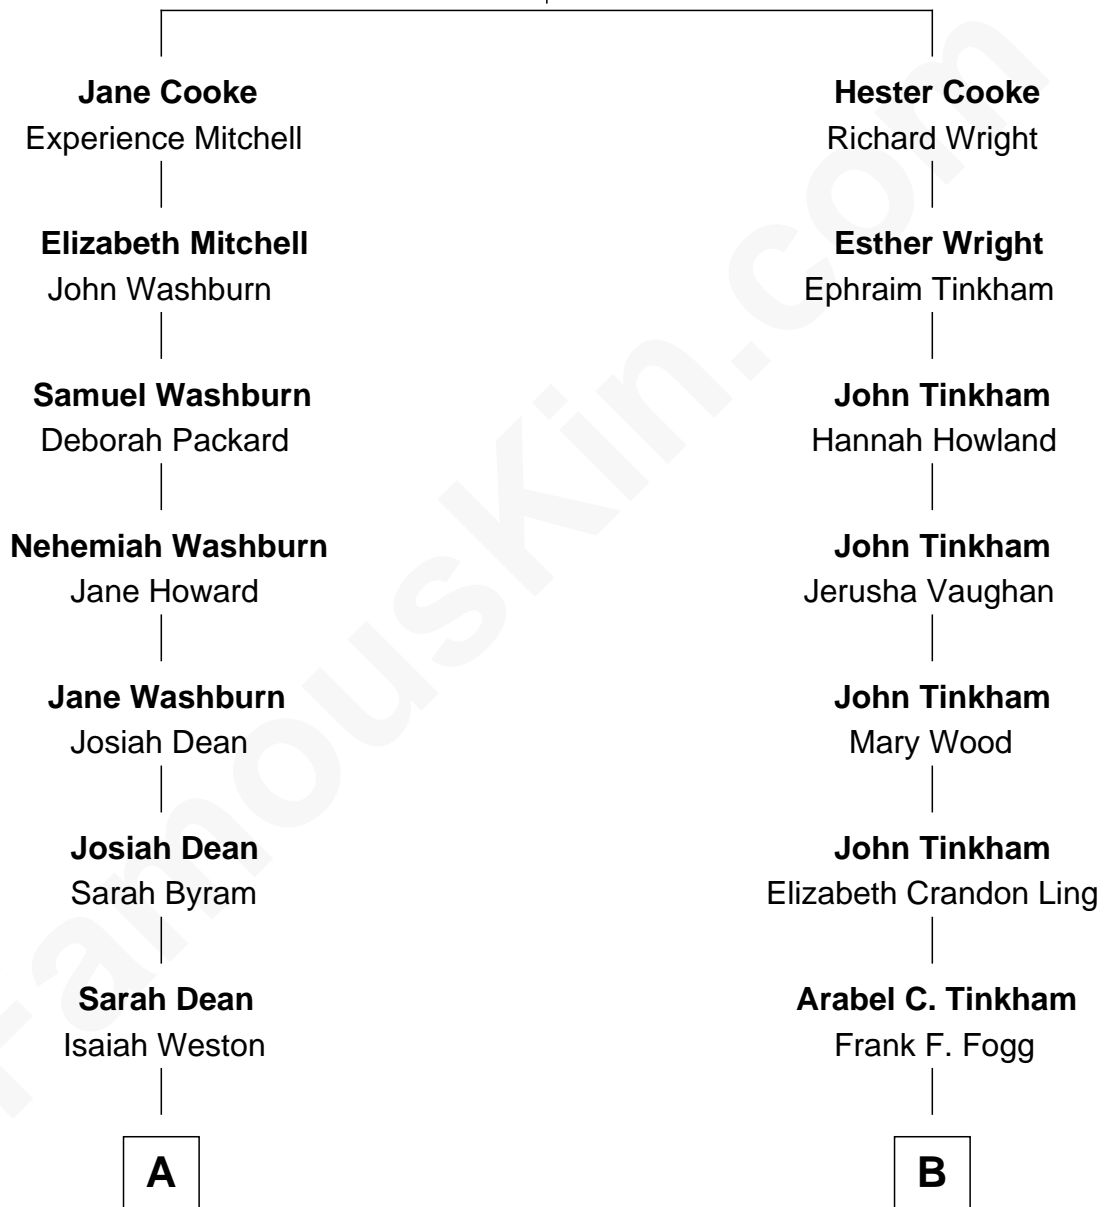 Jane Cooke
Experience Mitchell
Elizabeth Mitchell
John Washburn
Samuel Washburn
Deborah Packard
Nehemiah Washburn
Jane Howard
Jane Washburn
Josiah Dean
Josiah Dean
Sarah Byram
Sarah Dean
Isaiah Weston
A
Hester Cooke
Richard Wright
Esther Wright
Ephraim Tinkham
John Tinkham
Hannah Howland
John Tinkham
Jerusha Vaughan
John Tinkham
Mary Wood
John Tinkham
Elizabeth Crandon Ling
Arabel C. Tinkham
Frank F. Fogg
B
FamousKin.com